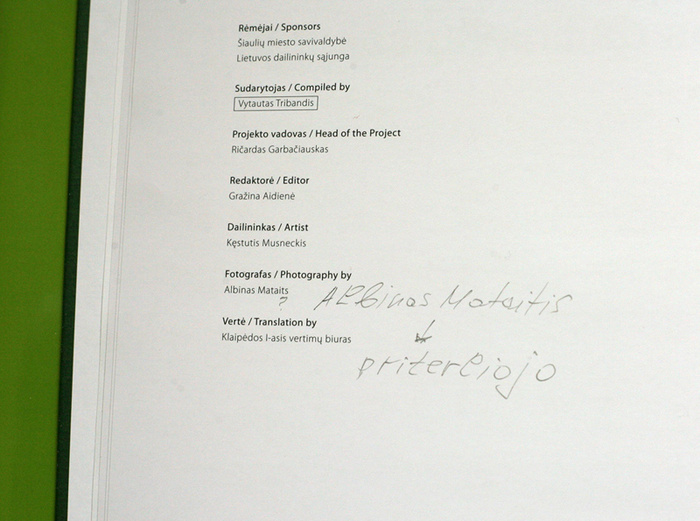 Rėmėjai / Sponsors
Šiaulių miesto savivaldybė
Lietuvos dailininkų sąjunga
Sudarytojas / Compiled by
Vytautas Tribandis
Projekto vadovas / Head of the Project
Ričardas Garbačiauskas
Redaktorė / Editor
Gražina Aidienė
Dailininkas / Artist
Kęstutis Musneckis
Fotografas / Photography by
Albinas Mataits
? Albinas Mataitis
Vertė / Translation by
Klaipėdos I-asis vertimų biuras
priterliojo